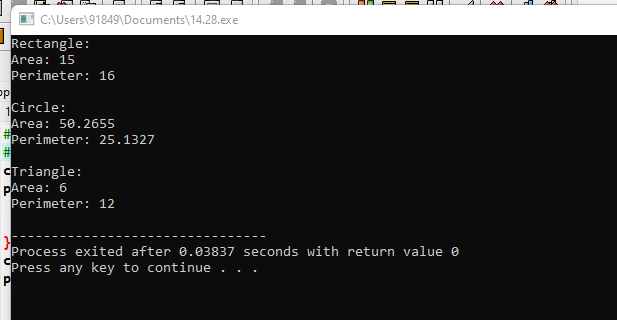 C:\Users\91849\Documents\14.28.exe
Rectangle:
Area: 15
Perimeter: 16
Circle:
Area: 50.2655
Perimeter: 25.1327
Triangle:
Area: 6
Perimeter: 12
--------------------------------
Process exited after 0.03837 seconds with return value 0
Press any key to continue . . .
pp
1
#
#
c
p
}
c
p